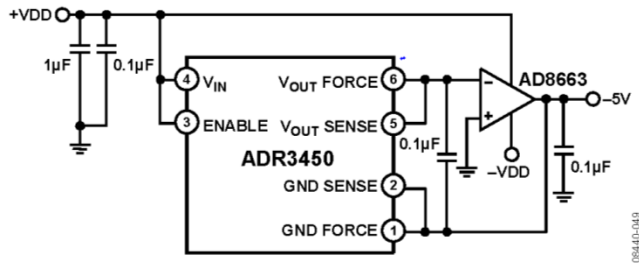 +VDD
1µF
0.1µF
4
VIN
3
ENABLE
ADR3450
VOUT FORCE
6
VOUT SENSE
5
GND SENSE
2
GND FORCE
1
0.1µF
AD8663
−
+
–VDD
–5V
0.1µF
08440-049